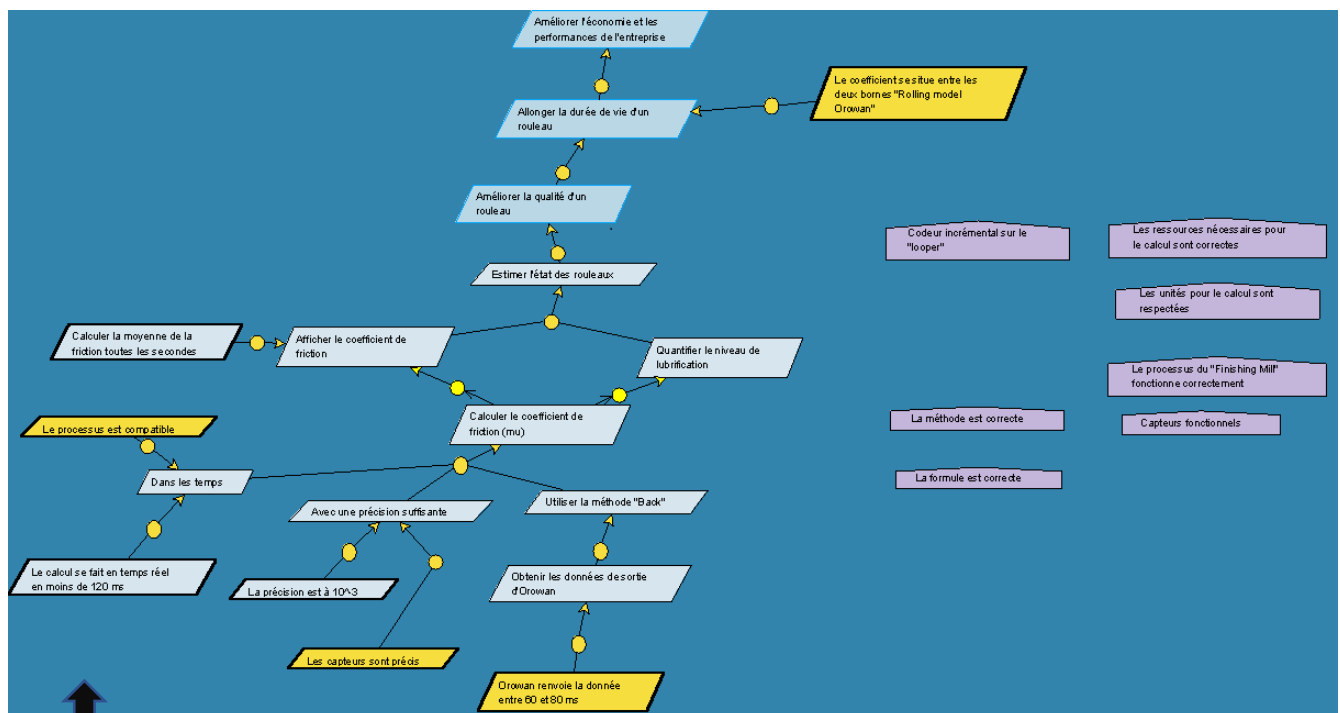 Améliorer l'économie et les
performances de l'entreprise
Le coefficient se situe entre les
deux bornes "Rolling model
Orowan"
Allonger la durée de vie d'un
rouleau
Améliorer la qualité d'un
rouleau
Codeur incrémental sur le
"looper"
Les ressources nécessaires pour
le calcul sont correctes
Estimer l'état des rouleaux
Les unités pour le calcul sont
respectées
Calculer la moyenne de la
friction toutes les secondes
Afficher le coefficient de
friction
Quantifier le niveau de
lubrification
Le processus du "Finishing Mill"
fonctionne correctement
Calculer le coefficient de
friction (mu)
La méthode est correcte
Capteurs fonctionnels
Le processus est compatible
Dans les temps
La formule est correcte
Avec une précision suffisante
Utiliser la méthode "Back"
Le calcul se fait en temps réel
en moins de 120 ms
La précision est à 10^-3
Obtenir les données de sortie
d'Orowan
Les capteurs sont précis
Orowan renvoie la donnée
entre 60 et 80 ms